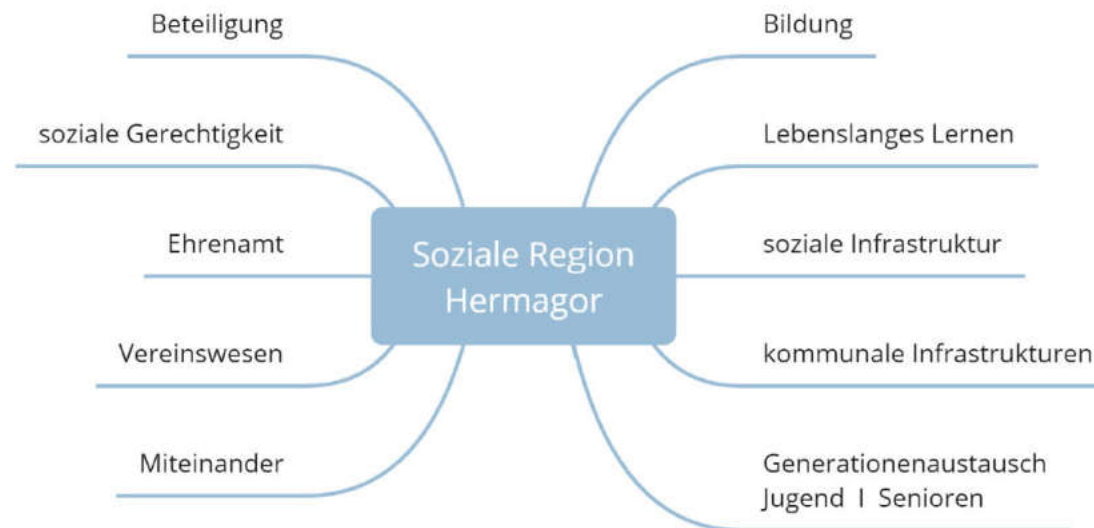 Beteiligung
soziale Gerechtigkeit
Ehrenamt
Vereinswesen
Miteinander
Soziale Region
Hermagor
Bildung
Lebenslanges Lernen
soziale Infrastruktur
kommunale Infrastrukturen
Generationenaustausch
Jugend I Senioren